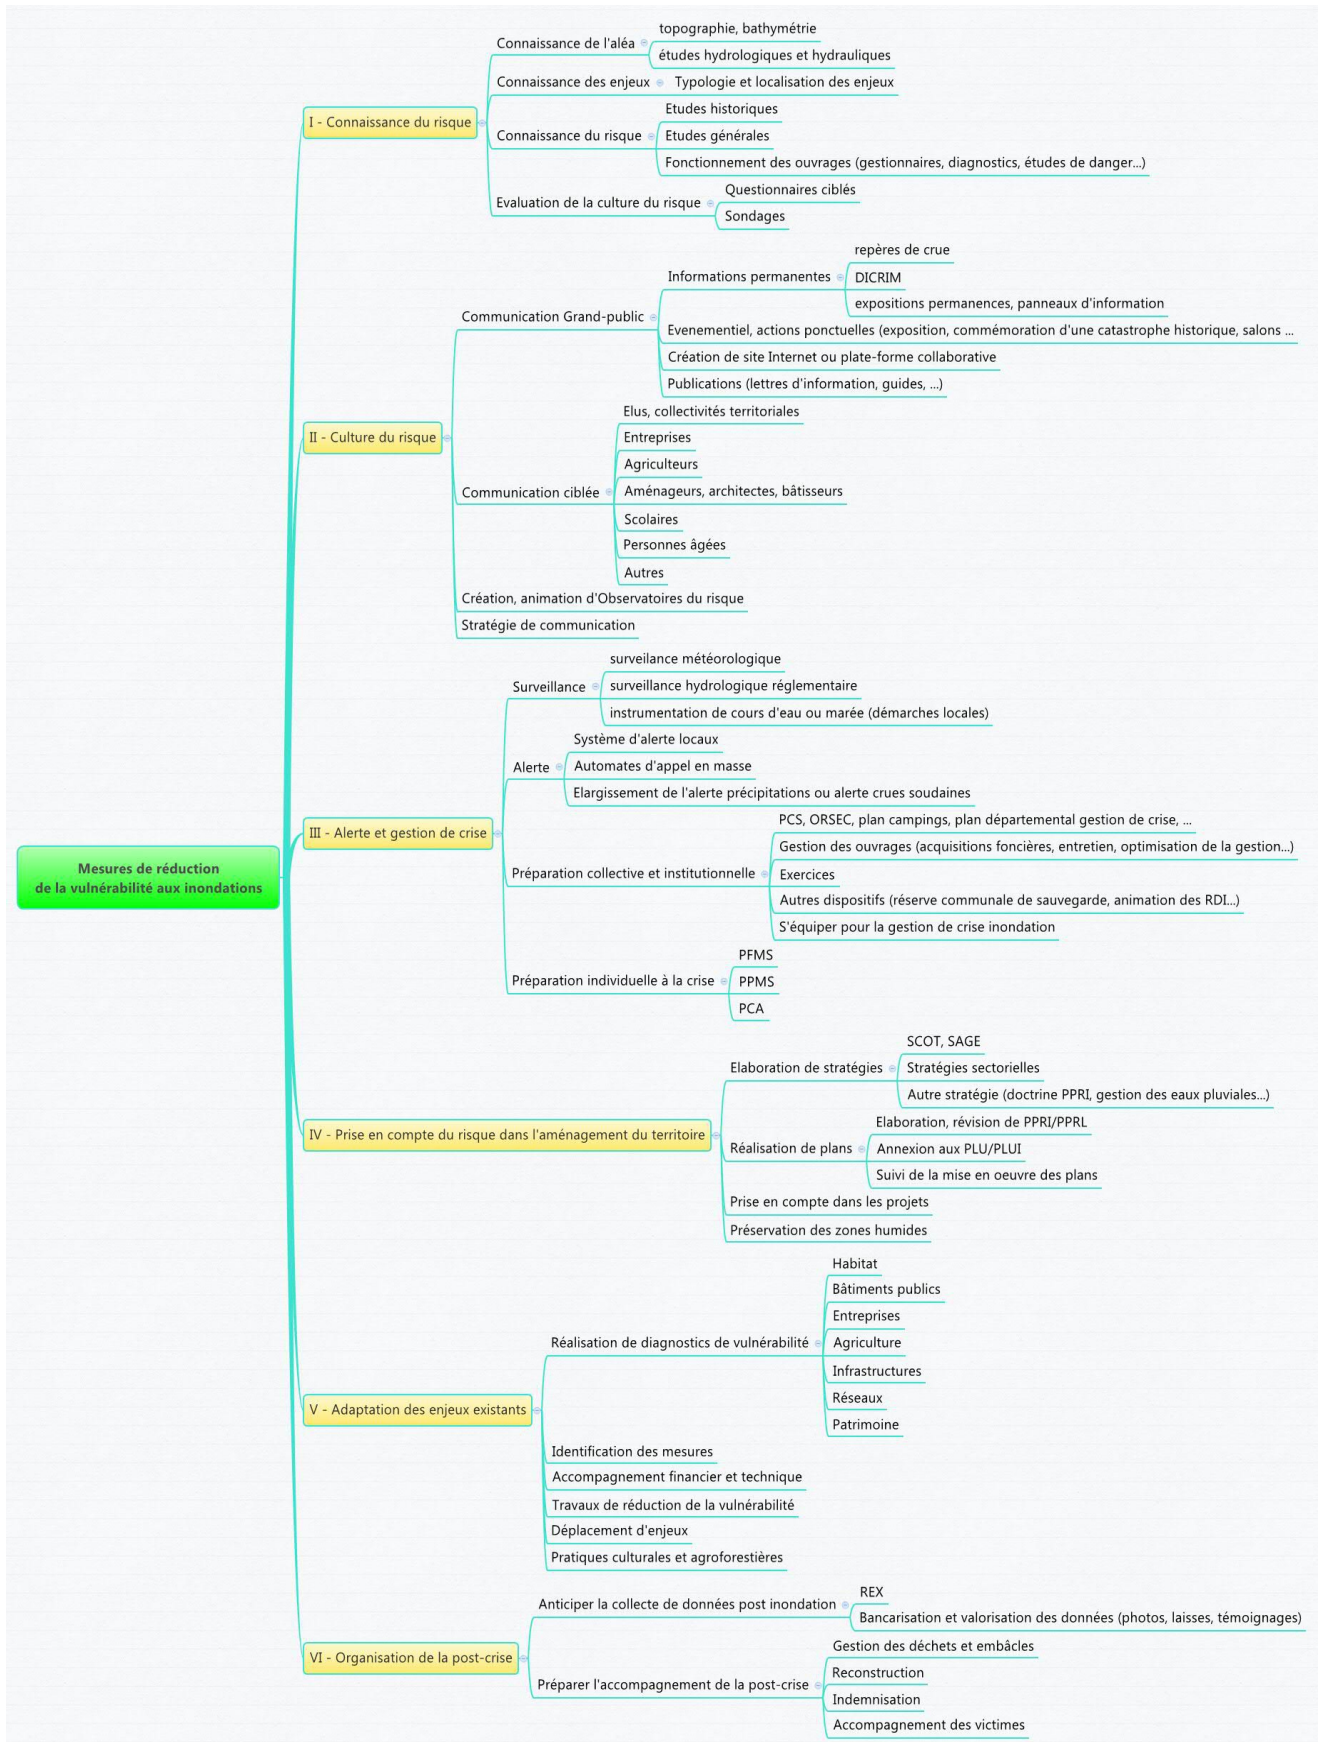 topographie, bathymétrie
Connaissance de l'aléa
études hydrologiques et hydrauliques
Connaissance des enjeux
Typologie et localisation des enjeux
Etudes historiques
I - Connaissance du risque
Connaissance du risque
Etudes générales
Fonctionnement des ouvrages (gestionnaires, diagnostics, études de danger...)
Questionnaires ciblés
Evaluation de la culture du risque
Sondages
repères de crue
Informations permanentes
DICRIM
expositions permanences, panneaux d'information
Communication Grand-public
Evenementiel, actions ponctuelles (exposition, commémoration d'une catastrophe historique, salons ...
Création de site Internet ou plate-forme collaborative
Publications (lettres d'information, guides, ...)
Elus, collectivités territoriales
II - Culture du risque
Entreprises
Agriculteurs
Communication ciblée
Aménageurs, architectes, bâtisseurs
Scolaires
Personnes âgées
Autres
Création, animation d'Observatoires du risque
Stratégie de communication
surveilance météorologique
Surveillance
surveillance hydrologique réglementaire
instrumentation de cours d'eau ou marée (démarches locales)
Système d'alerte locaux
Alerte
Automates d'appel en masse
Elargissement de l'alerte précipitations ou alerte crues soudaines
III - Alerte et gestion de crise
PCS, ORSEC, plan campings, plan départemental gestion de crise, ...
Gestion des ouvrages (acquisitions foncières, entretien, optimisation de la gestion...)
Préparation collective et institutionnelle
Exercices
Autres dispositifs (réserve communale de sauvegarde, animation des RDI...)
S'équiper pour la gestion de crise inondation
Mesures de réduction
de la vulnérabilité aux inondations
PFMS
Préparation individuelle à la crise
PPMS
PCA
SCOT, SAGE
Elaboration de stratégies
Stratégies sectorielles
Autre stratégie (doctrine PPRI, gestion des eaux pluviales...)
IV - Prise en compte du risque dans l'aménagement du territoire
Elaboration, révision de PPRI/PPRL
Réalisation de plans
Annexion aux PLU/PLUI
Suivi de la mise en oeuvre des plans
Prise en compte dans les projets
Préservation des zones humides
Habitat
Bâtiments publics
Entreprises
Réalisation de diagnostics de vulnérabilité
Agriculture
Infrastructures
Réseaux
Patrimoine
V - Adaptation des enjeux existants
Identification des mesures
Accompagnement financier et technique
Travaux de réduction de la vulnérabilité
Déplacement d'enjeux
Pratiques culturales et agroforestières
REX
Anticiper la collecte de données post inondation
Bancarisation et valorisation des données (photos, laisses, témoignages)
VI - Organisation de la post-crise
Gestion des déchets et embâcles
Reconstruction
Préparer l'accompagnement de la post-crise
Indemnisation
Accompagnement des victimes